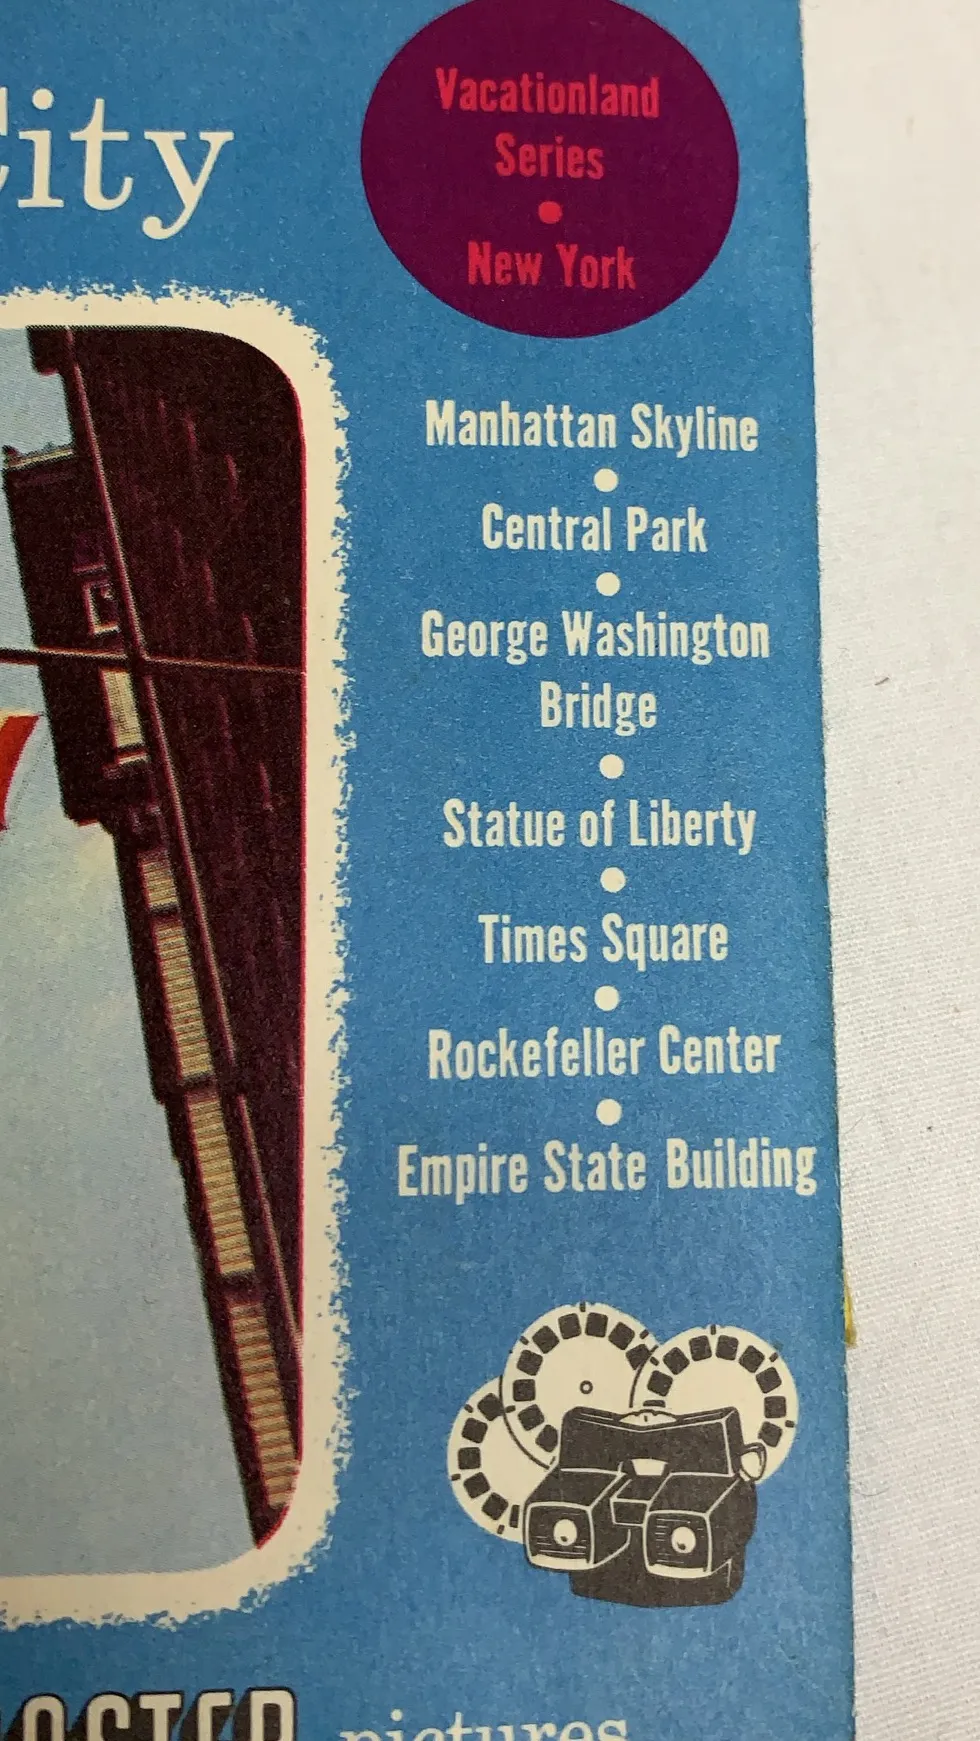 City
Vacationland
Series
•
New York
Manhattan Skyline
•
Central Park
•
George Washington
Bridge
•
Statue of Liberty
•
Times Square
•
Rockefeller Center
•
Empire State Building
pictures